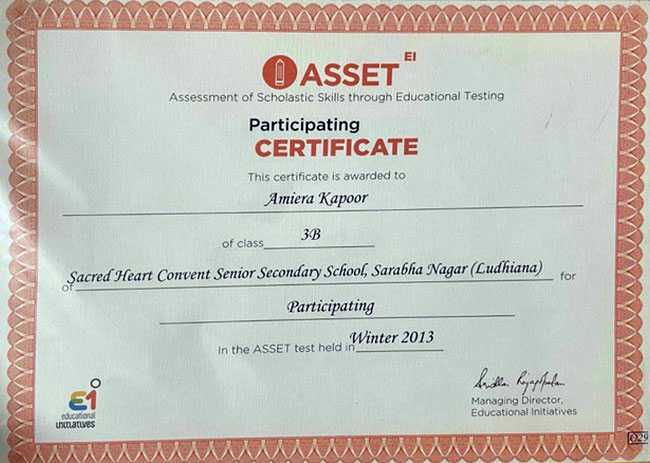 ASSET EI
Assessment of Scholastic Skills through Educational Testing
Participating
CERTIFICATE
This certificate is awarded to
Amiera Kapoor
of class 3B
of Sacred Heart Convent Senior Secondary School, Sarabha Nagar (Ludhiana) for
Participating
In the ASSET test held in Winter 2013
Ei
educational
initiatives
Managing Director,
Educational Initiatives